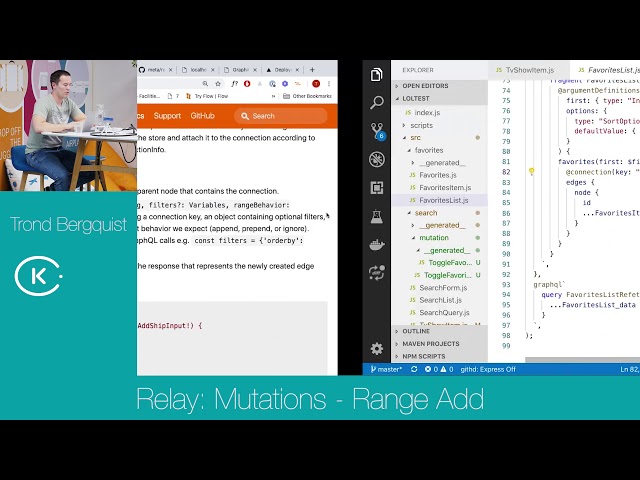 meta/r
localhe
Graphi
Deploy
T
Facilitie...
Try Flow | Flow
Other Bookmarks
cs Support GitHub
Search
the store and attach it to the connection according to
ctionInfo.
parent node that contains the connection.
g, filters?: Variables, rangeBehavior:
g a connection key, an object containing optional filters,
t behavior we expect (append, prepend, or ignore).
phQL calls e.g. const filters = {'orderby':
he response that represents the newly created edge
AddShipInput!) {
Trond Bergquist
K
EXPLORER
OPEN EDITORS
LOLTEST
index.js
scripts
src
favorites
__generated__
Favorites.js
FavoritesItem.js
FavoritesList.js
search
__generated__
mutation
__generated__
ToggleFavo... U
ToggleFavori... U
SearchForm.js
SearchList.js
SearchQuery.js
TvShowItem.js
OUTLINE
MAVEN PROJECTS
NPM SCRIPTS
6
master*
0 0
githd: Express Off
Ln 82,
TvShowItem.js
FavoritesList.js
73 fragment FavoritesList
74 @argumentDefinitions
75 first: { type: "In
76 options: {
77 type: "SortOption
78 defaultValue: {
79 }
80 ) {
81 favorites(first: $fi
82 @connection(key: "
83 edges {
84 node {
85 id
86 ...FavoritesIt
87 }
88 }
89 }
90 }
91 `,
92 },
93 graphql`
94 query FavoritesListRefet
95 ...FavoritesList_data
96 }
97 `,
98 );
Relay: Mutations - Range Add